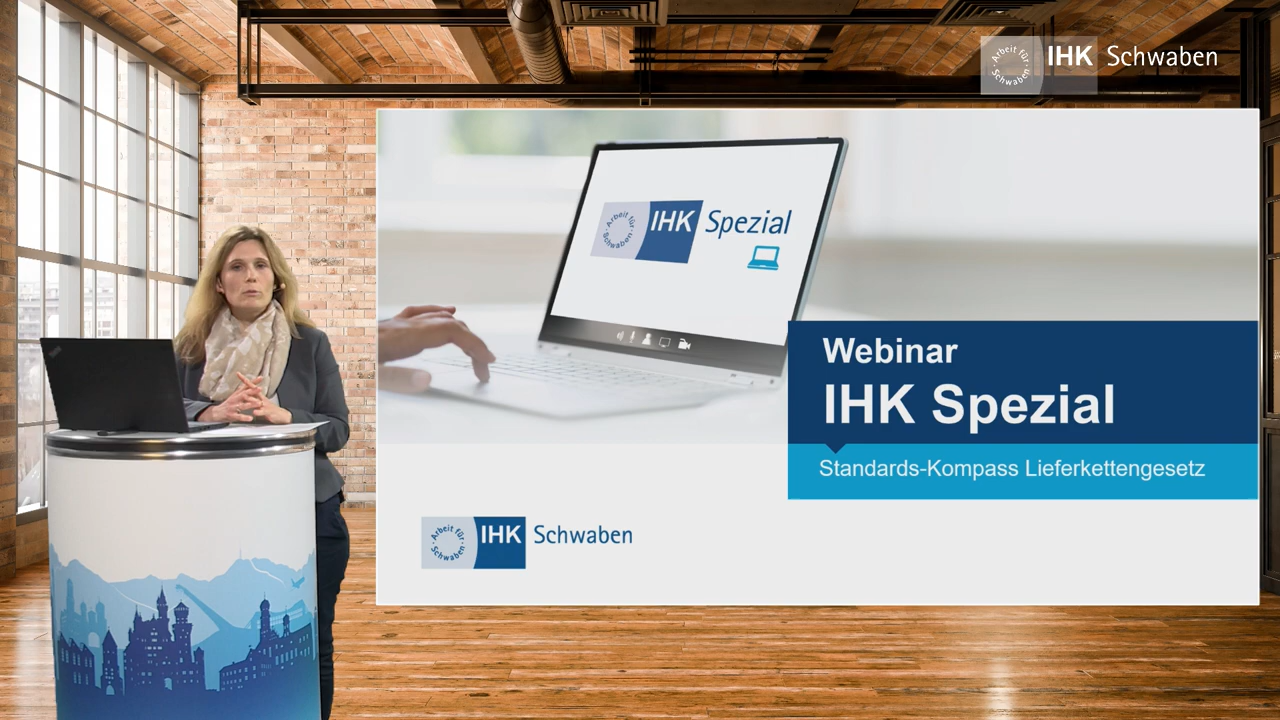 Arbeit für Schwaben
IHK Schwaben
Arbeit für Schwaben
IHK Spezial
Webinar
IHK Spezial
Standards-Kompass Lieferkettengesetz
Arbeit für Schwaben
IHK Schwaben